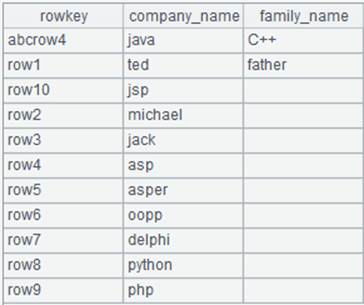 rowkey company_name family_name
abcrow4 java C++
row1 ted father
row10 jsp
row2 michael
row3 jack
row4 asp
row5 asper
row6 oopp
row7 delphi
row8 python
row9 php